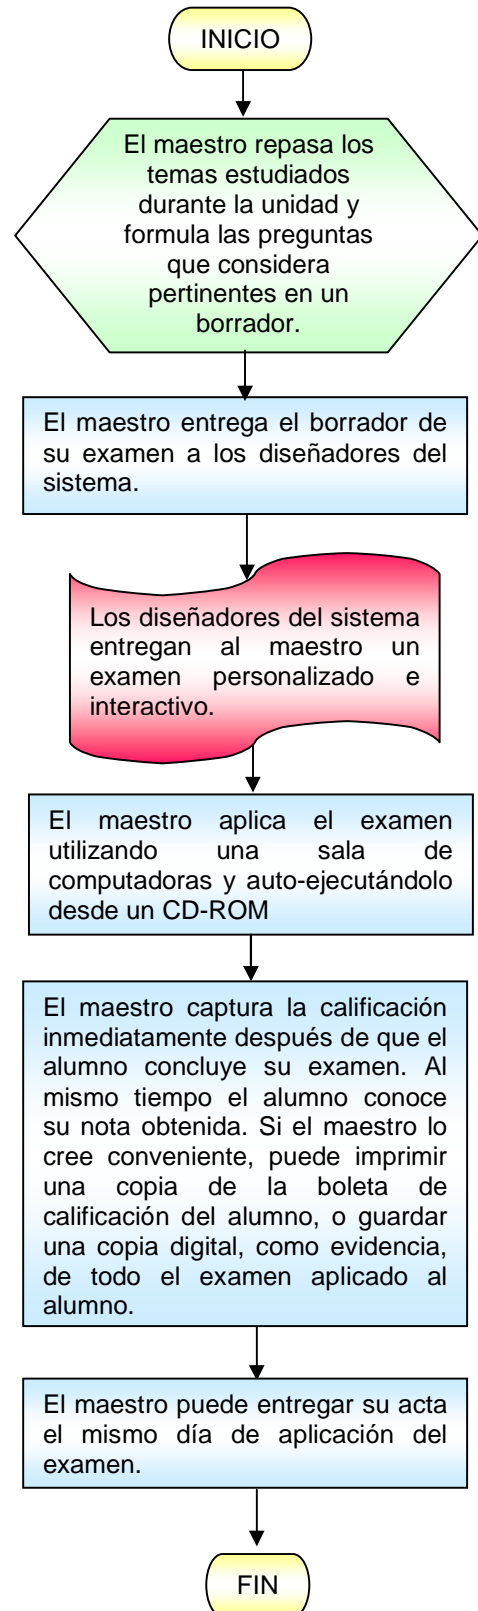 INICIO
El maestro repasa los
temas estudiados
durante la unidad y
formula las preguntas
que considera
pertinentes en un
borrador.
El maestro entrega el borrador de
su examen a los diseñadores del
sistema.
Los diseñadores del sistema
entregan al maestro un
examen personalizado e
interactivo.
El maestro aplica el examen
utilizando una sala de
computadoras y auto-ejecutándolo
desde un CD-ROM
El maestro captura la calificación
inmediatamente después de que el
alumno concluye su examen. Al
mismo tiempo el alumno conoce
su nota obtenida. Si el maestro lo
cree conveniente, puede imprimir
una copia de la boleta de
calificación del alumno, o guardar
una copia digital, como evidencia,
de todo el examen aplicado al
alumno.
El maestro puede entregar su acta
el mismo día de aplicación del
examen.
FIN